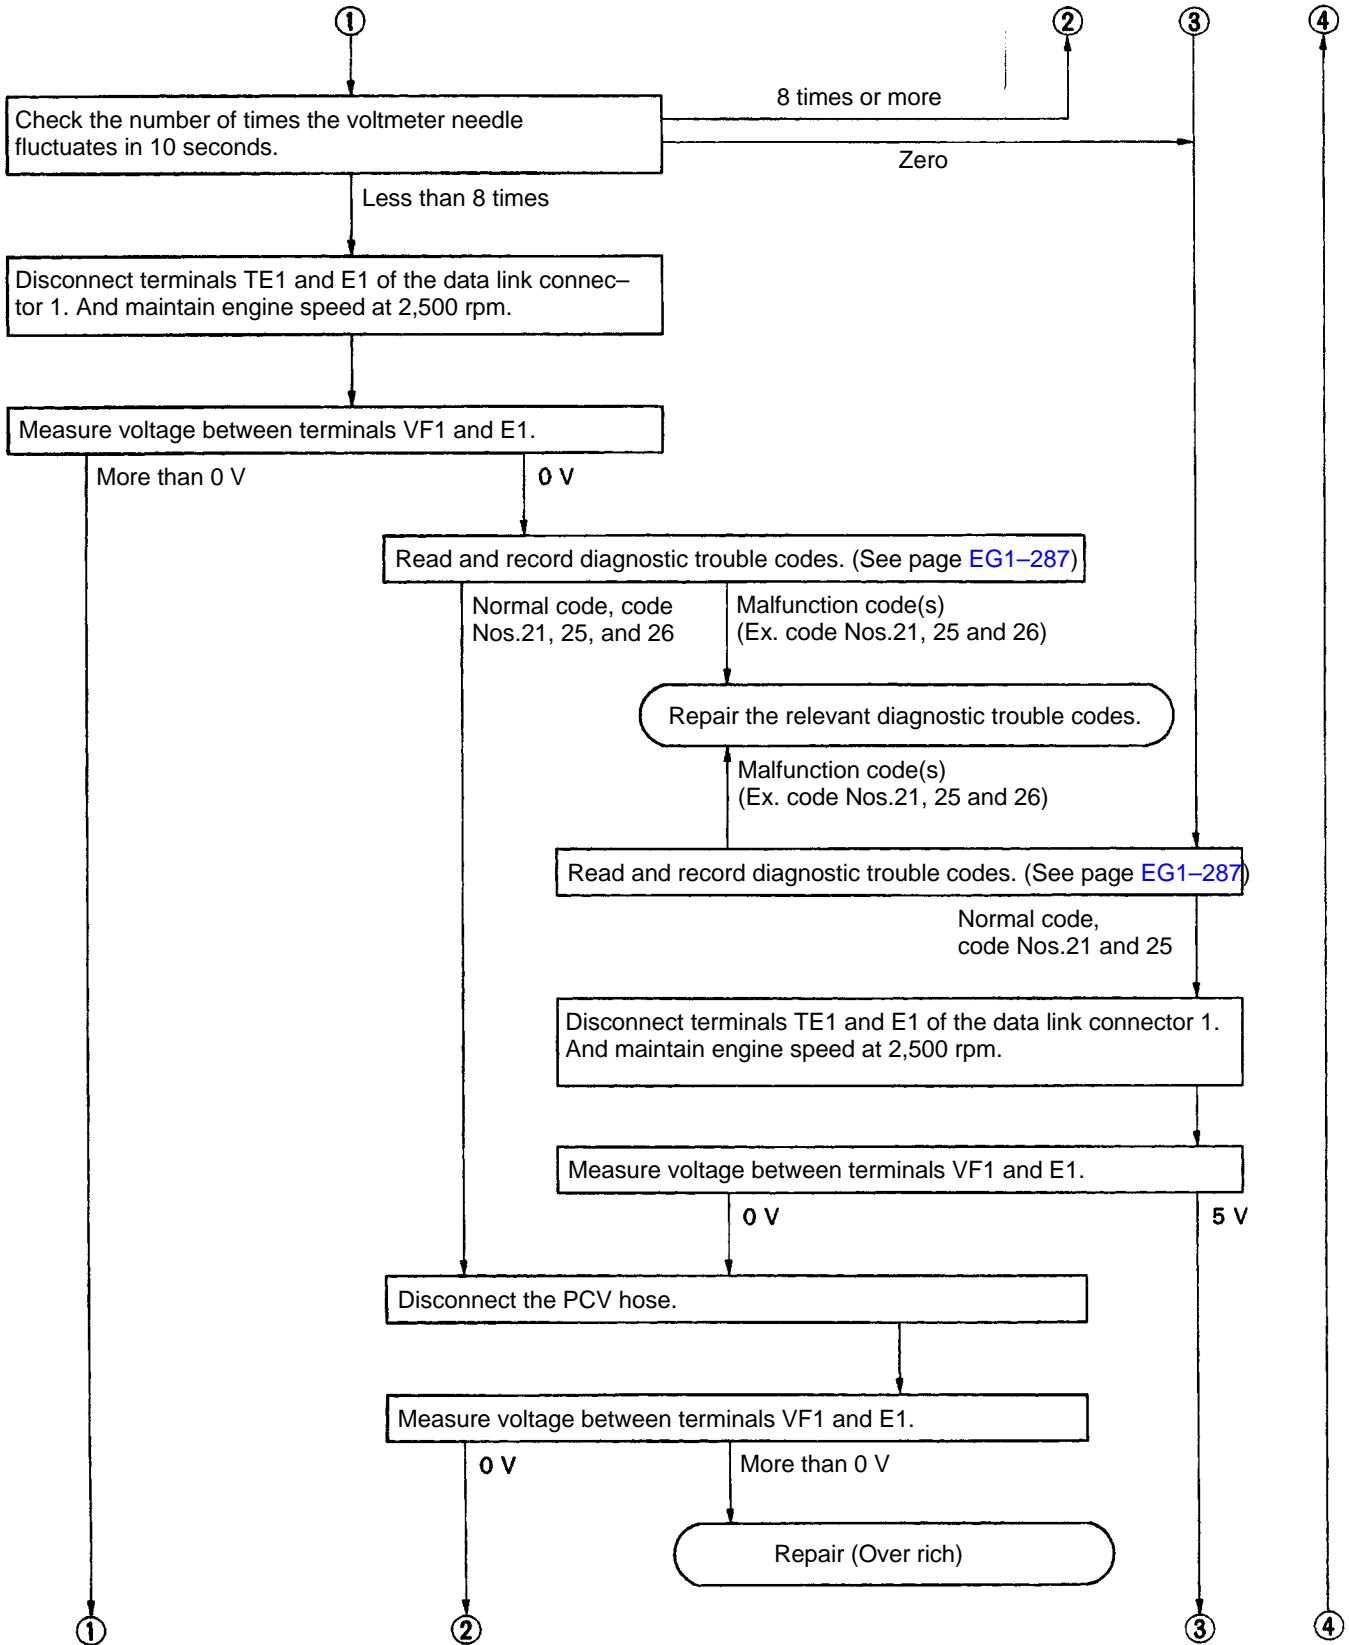 1
2
3
4
8 times or more
Check the number of times the voltmeter needle
fluctuates in 10 seconds.
Zero
Less than 8 times
Disconnect terminals TE1 and E1 of the data link connec–
tor 1. And maintain engine speed at 2,500 rpm.
Measure voltage between terminals VF1 and E1.
More than 0 V
0 V
Read and record diagnostic trouble codes. (See page EG1–287)
Normal code, code
Nos.21, 25, and 26
Malfunction code(s)
(Ex. code Nos.21, 25 and 26)
Repair the relevant diagnostic trouble codes.
Malfunction code(s)
(Ex. code Nos.21, 25 and 26)
Read and record diagnostic trouble codes. (See page EG1–287)
Normal code,
code Nos.21 and 25
Disconnect terminals TE1 and E1 of the data link connector 1.
And maintain engine speed at 2,500 rpm.
Measure voltage between terminals VF1 and E1.
0 V
5 V
Disconnect the PCV hose.
Measure voltage between terminals VF1 and E1.
0 V
More than 0 V
Repair (Over rich)
1
2
3
4